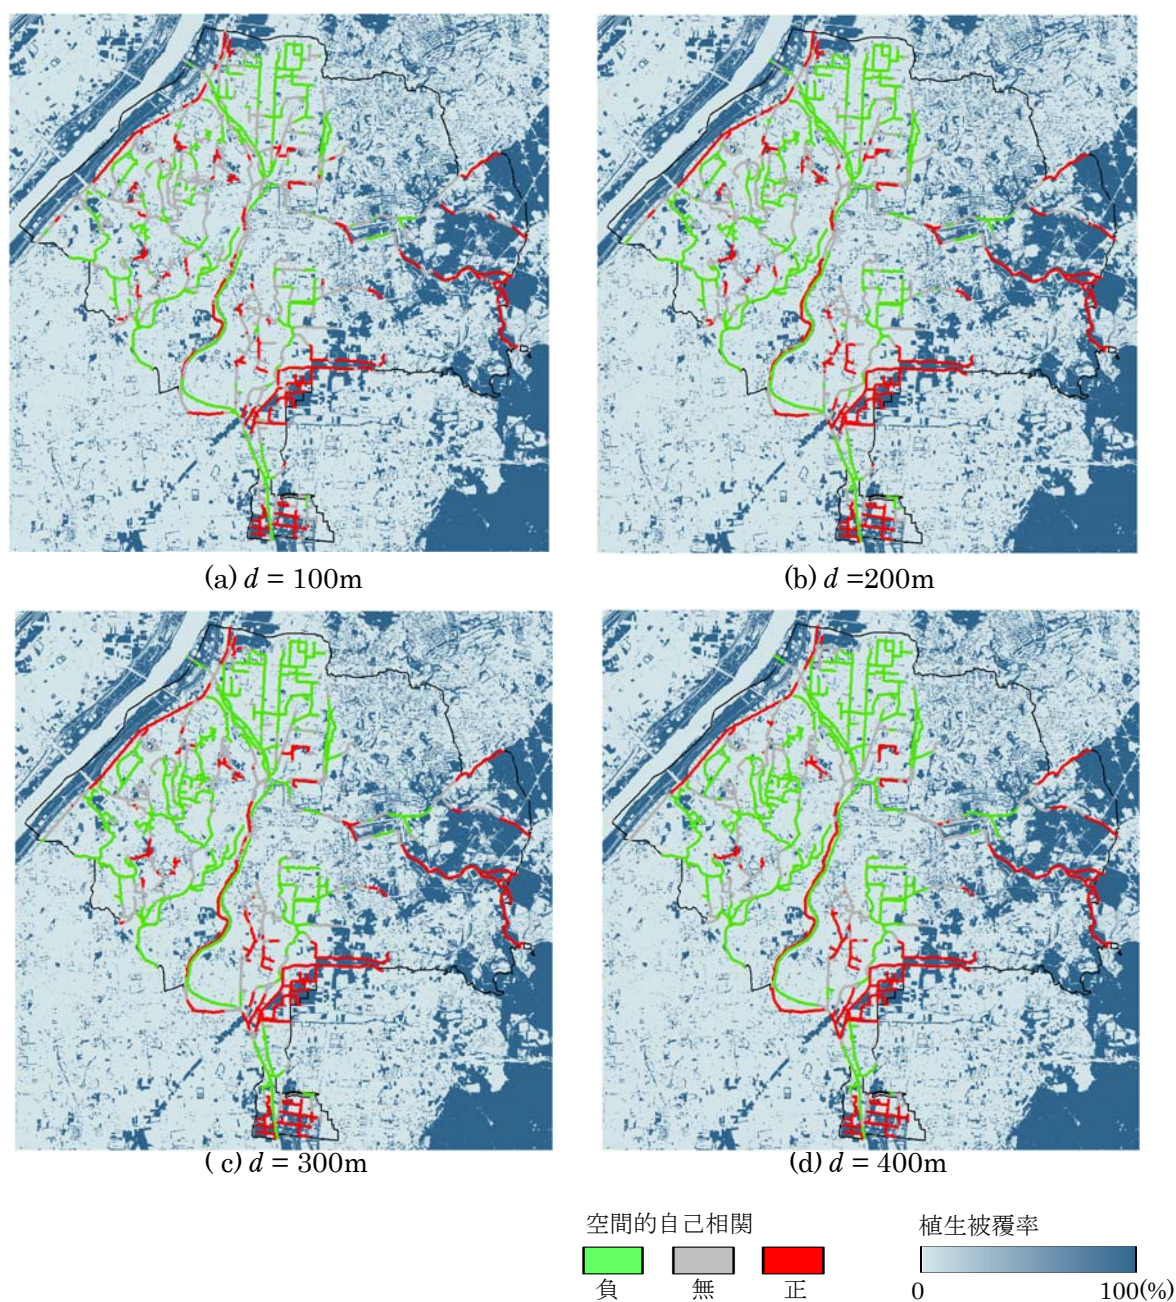 (a) d = 100m
(b) d =200m
( c) d = 300m
(d) d = 400m
空間的自己相関
負 無 正
植生被覆率
0 100(%)